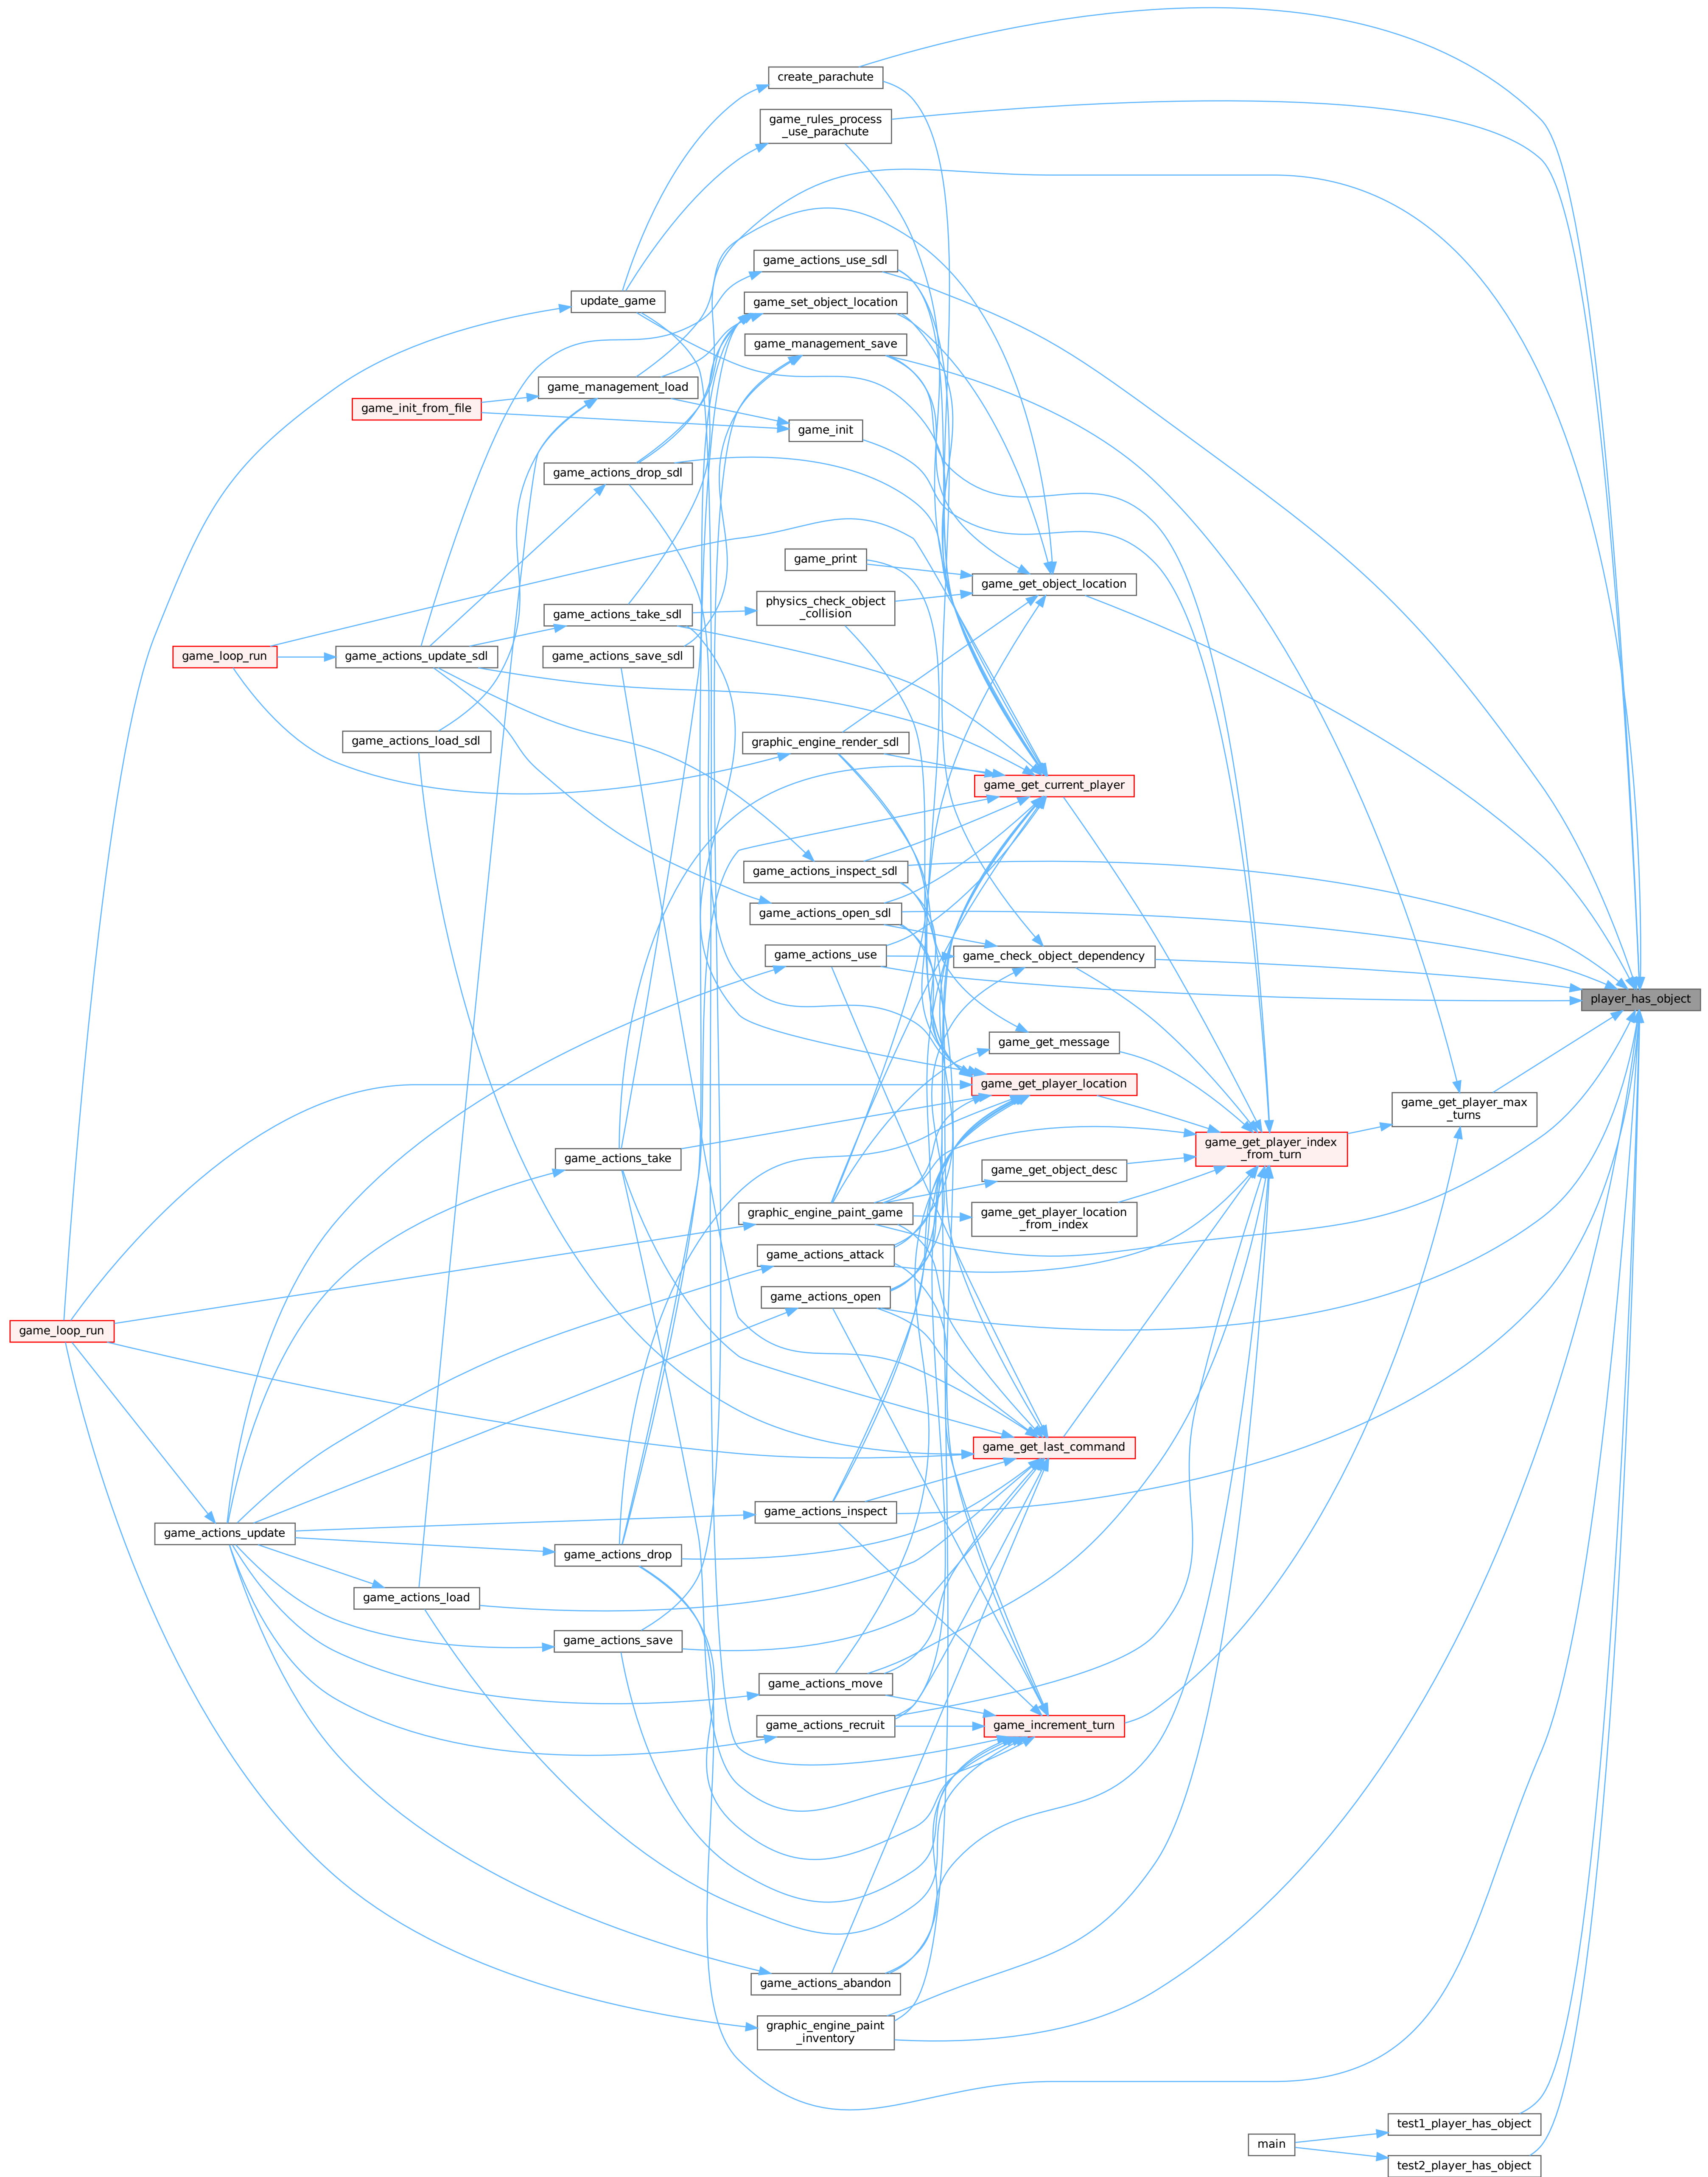 create_parachute
game_rules_process
_use_parachute
game_actions_use_sdl
update_game
game_set_object_location
game_management_save
game_management_load
game_init_from_file
game_init
game_actions_drop_sdl
game_print
game_get_object_location
physics_check_object
_collision
game_actions_take_sdl
game_loop_run
game_actions_update_sdl
game_actions_save_sdl
game_actions_load_sdl
graphic_engine_render_sdl
game_get_current_player
game_actions_inspect_sdl
game_actions_open_sdl
game_actions_use
game_check_object_dependency
player_has_object
game_get_message
game_get_player_location
game_get_player_max
_turns
game_get_player_index
_from_turn
game_actions_take
game_get_object_desc
graphic_engine_paint_game
game_get_player_location
_from_index
game_actions_attack
game_actions_open
game_loop_run
game_get_last_command
game_actions_inspect
game_actions_update
game_actions_drop
game_actions_load
game_actions_save
game_actions_move
game_actions_recruit
game_increment_turn
game_actions_abandon
graphic_engine_paint
_inventory
test1_player_has_object
main
test2_player_has_object